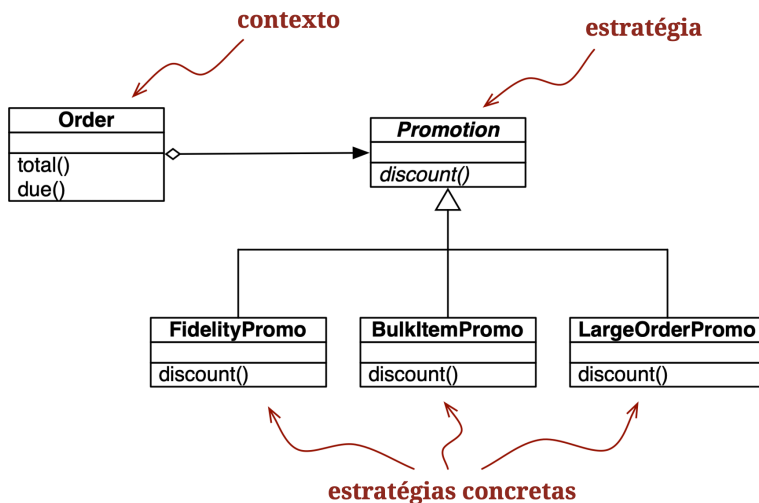 contexto
estratégia
Order
total()
due()
Promotion
discount()
FidelityPromo
discount()
BulkItemPromo
discount()
LargeOrderPromo
discount()
estratégias concretas